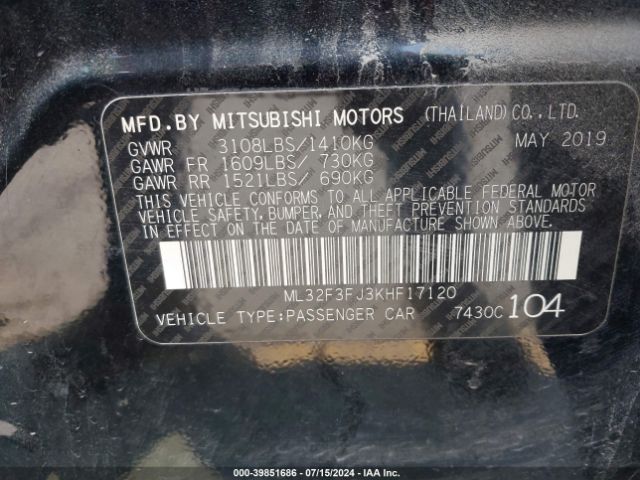 MFD. BY MITSUBISHI MOTORS (THAILAND) CO., LTD.
GVWR 3108LBS/1410KG MAY 2019
GAWR FR 1609LBS/ 730KG
GAWR RR 1521LBS/ 690KG
THIS VEHICLE CONFORMS TO ALL APPLICABLE FEDERAL MOTOR
VEHICLE SAFETY, BUMPER, AND THEFT PREVENTION STANDARDS
IN EFFECT ON THE DATE OF MANUFACTURE SHOWN ABOVE.
ML32F3FJ3KHF17120
VEHICLE TYPE:PASSENGER CAR 7430C 104
000-39851686 - 07/15/2024 - IAA Inc.